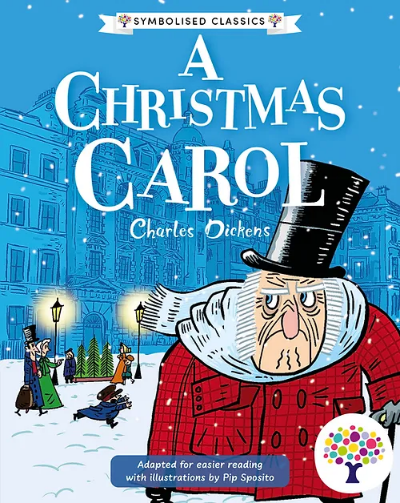 SYMBOLISED CLASSICS
A
CHRISTMAS
CAROL
Charles Dickens
Adapted for easier reading
with illustrations by Pip Sposito